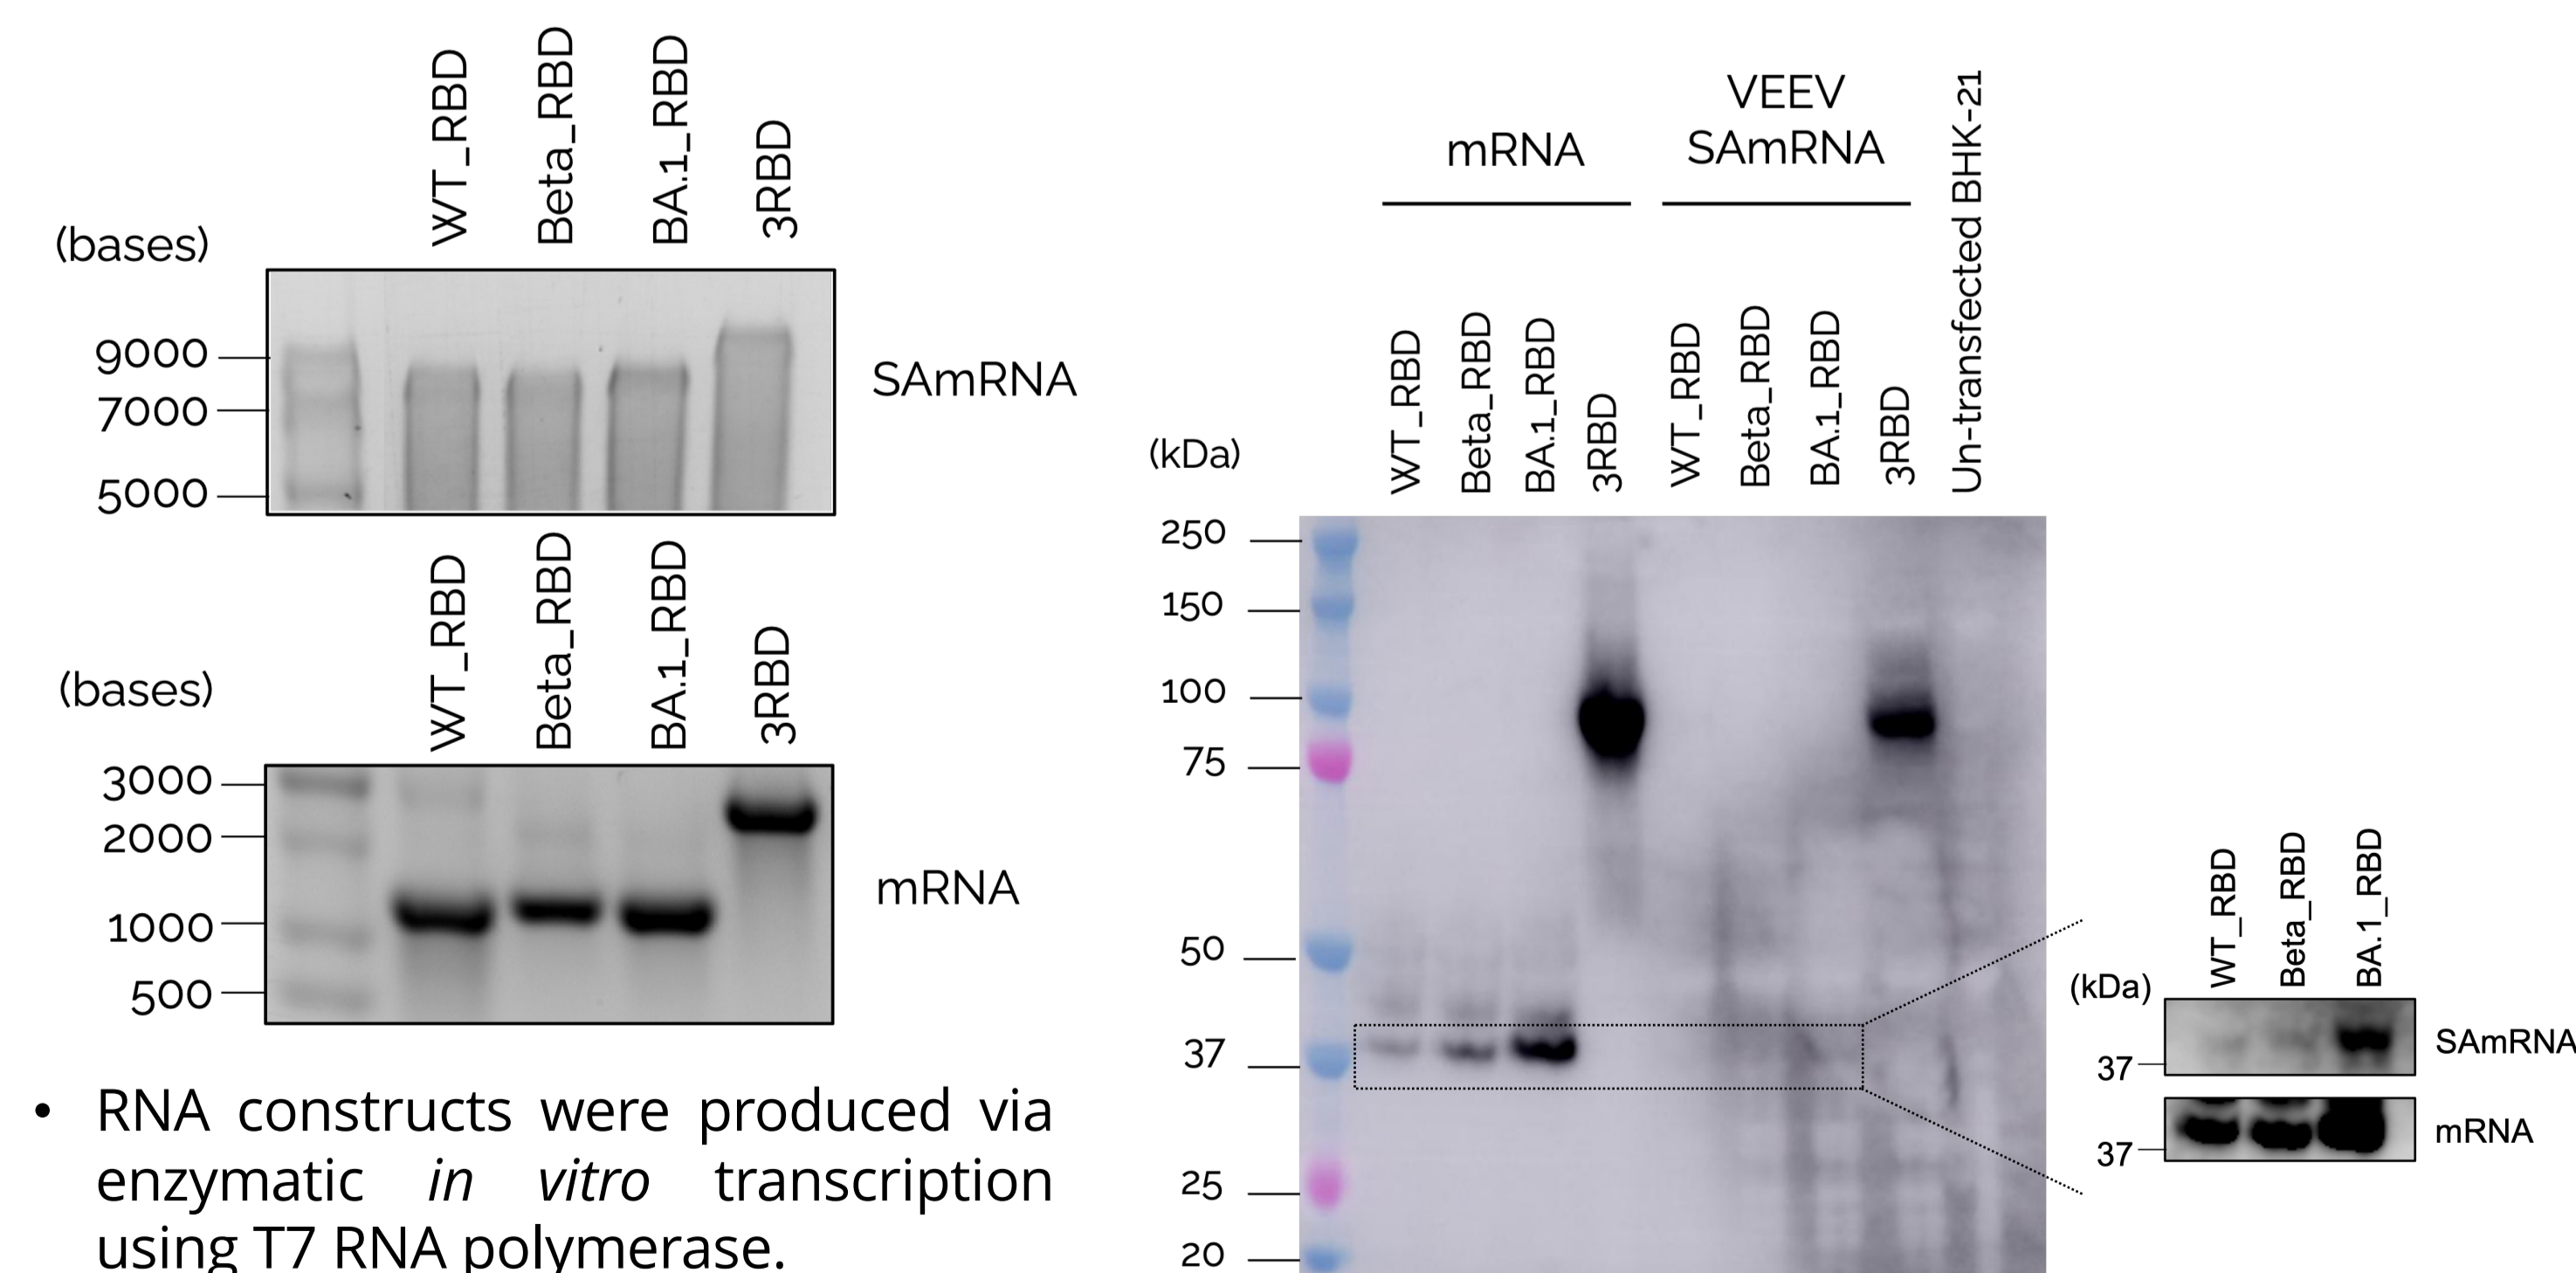 WT_RBD
Beta_RBD
BA.1_RBD
3RBD
(bases)
9000
7000
5000
SAmRNA
WT_RBD
Beta_RBD
BA.1_RBD
3RBD
(bases)
3000
2000
1000
500
mRNA
• RNA constructs were produced via
enzymatic in vitro transcription
using T7 RNA polymerase.
mRNA
VEEV
SAmRNA
Un-transfected BHK-21
WT_RBD
Beta_RBD
BA.1_RBD
3RBD
WT_RBD
Beta_RBD
BA.1_RBD
3RBD
(kDa)
250
150
100
75
50
37
25
20
WT_RBD
Beta_RBD
BA.1_RBD
(kDa)
37
SAmRNA
37
mRNA